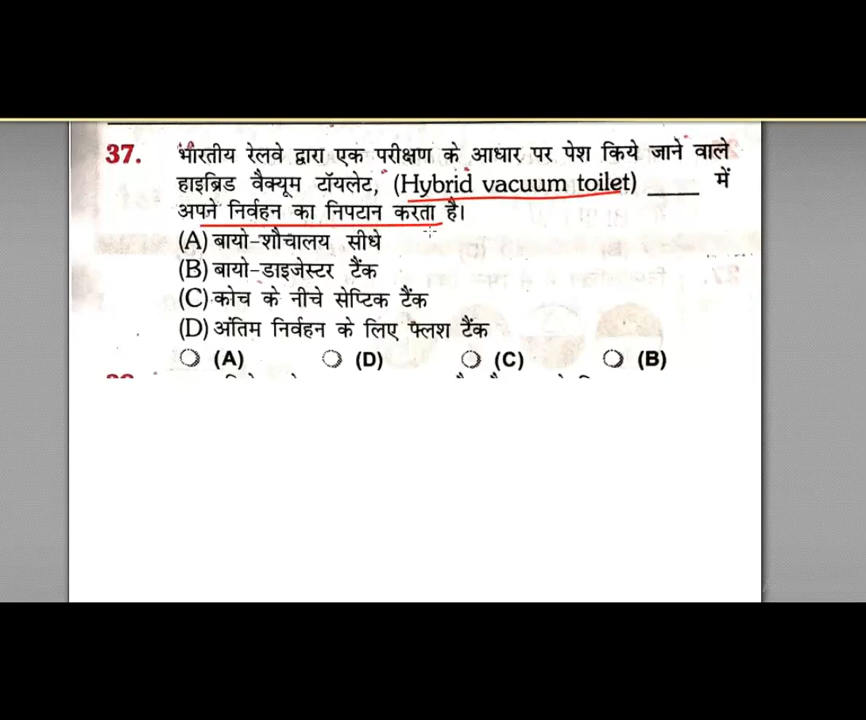 37. भारतीय रेलवे द्वारा एक परीक्षण के आधार पर पेश किये जाने वाले
हाइब्रिड वैक्यूम टॉयलेट, (Hybrid vacuum toilet) ____ में
अपने निर्वहन का निपटान करता है।
(A) बायो-शौचालय सीधे
(B) बायो-डाइजेस्टर टैंक
(C) कोच के नीचे सेप्टिक टैंक
(D) अंतिम निर्वहन के लिए फ्लश टैंक
(A) (D) (C) (B)